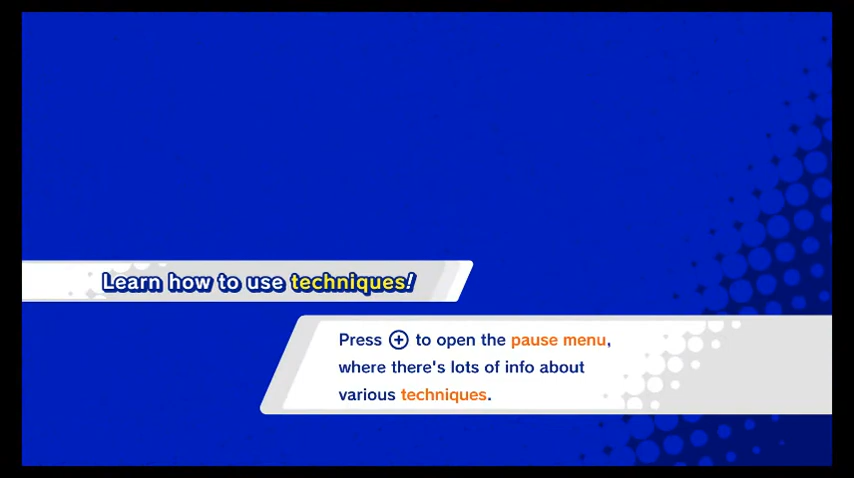 Learn how to use techniques!
Press ⊕ to open the pause menu,
where there's lots of info about
various techniques.